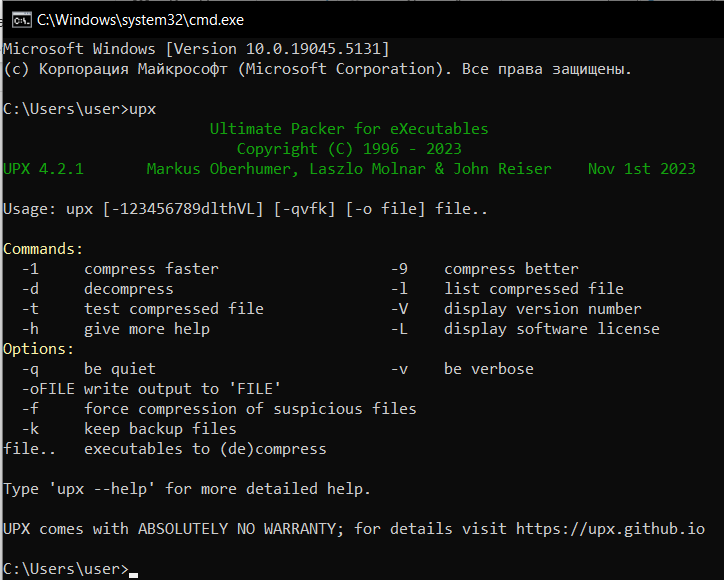 C:\Windows\system32\cmd.exe
Microsoft Windows [Version 10.0.19045.5131]
(c) Корпорация Майкрософт (Microsoft Corporation). Все права защищены.
C:\Users\user>upx
Ultimate Packer for eXecutables
Copyright (C) 1996 - 2023
UPX 4.2.1 Markus Oberhumer, Laszlo Molnar & John Reiser Nov 1st 2023
Usage: upx [-123456789dlthVL] [-qvfk] [-o file] file..
Commands:
-1 compress faster -9 compress better
-d decompress -l list compressed file
-t test compressed file -V display version number
-h give more help -L display software license
Options:
-q be quiet -v be verbose
-oFILE write output to 'FILE'
-f force compression of suspicious files
-k keep backup files
file.. executables to (de)compress
Type 'upx --help' for more detailed help.
UPX comes with ABSOLUTELY NO WARRANTY; for details visit https://upx.github.io
C:\Users\user>